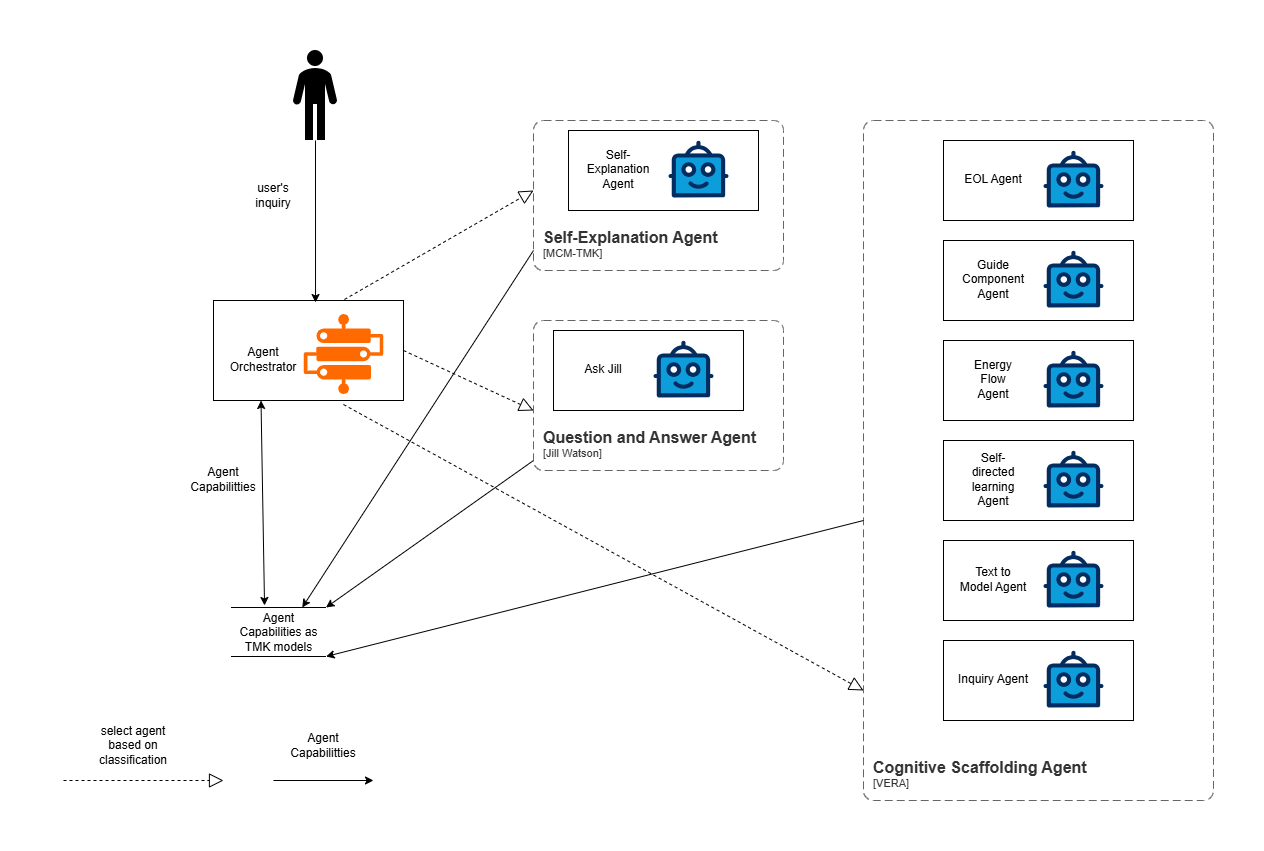 user's
inquiry
Agent
Orchestrator
Agent
Capabilitties
Agent
Capabilities as
TMK models
select agent
based on
classification
Agent
Capabilitties
Self-
Explanation
Agent
Self-Explanation Agent
[MCM-TMK]
Ask Jill
Question and Answer Agent
[Jill Watson]
EOL Agent
Guide
Component
Agent
Energy
Flow
Agent
Self-
directed
learning
Agent
Text to
Model Agent
Inquiry Agent
Cognitive Scaffolding Agent
[VERA]